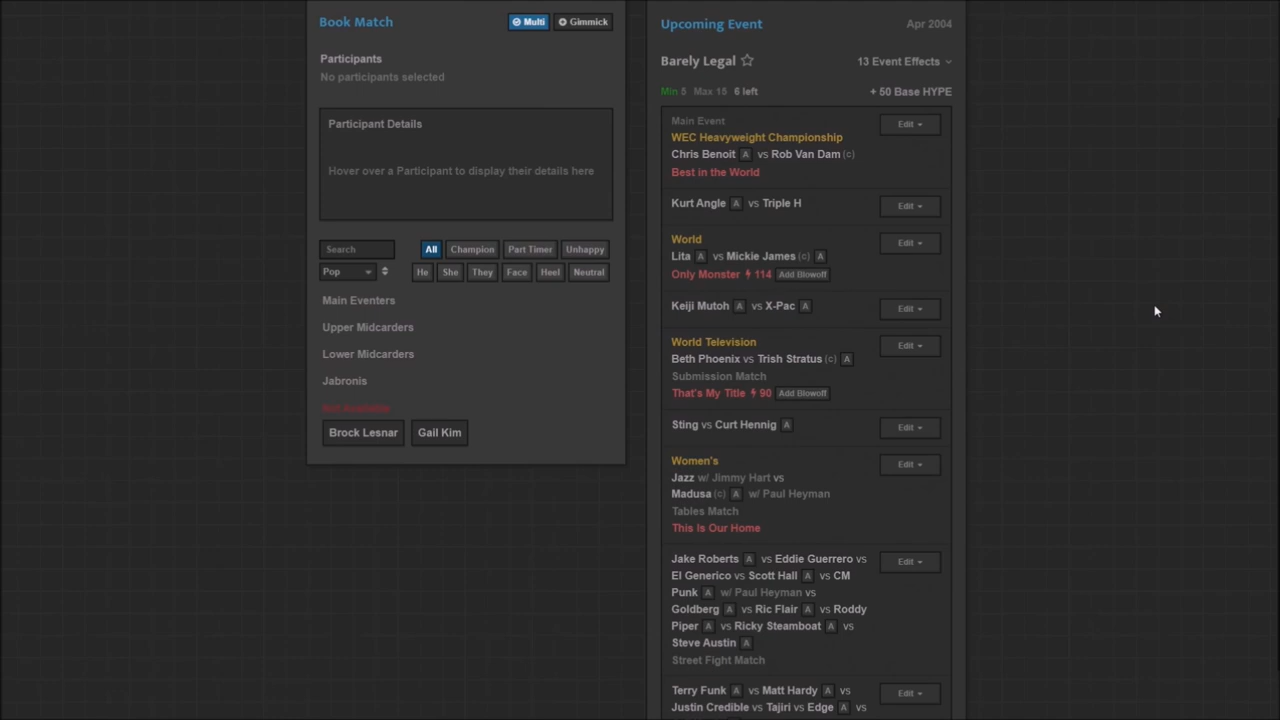 Book Match
Multi
Gimmick
Participants
No participants selected
Participant Details
Hover over a Participant to display their details here
Search
All
Champion
Part Timer
Unhappy
Pop
He
She
They
Face
Heel
Neutral
Main Eventers
Upper Midcarders
Lower Midcarders
Jabronis
Not Available
Brock Lesnar
Gail Kim
Upcoming Event
Apr 2004
Barely Legal
13 Event Effects
Min 5 Max 15 6 left
+ 50 Base HYPE
Main Event
Edit
WEC Heavyweight Championship
Chris Benoit A vs Rob Van Dam (c)
Best in the World
Kurt Angle A vs Triple H
Edit
World
Edit
Lita A vs Mickie James (c) A
Only Monster 114 Add Blowoff
Keiji Mutoh A vs X-Pac A
Edit
World Television
Edit
Beth Phoenix vs Trish Stratus (c) A
Submission Match
That's My Title 90 Add Blowoff
Sting vs Curt Hennig A
Edit
Women's
Edit
Jazz w/ Jimmy Hart vs
Madusa (c) A w/ Paul Heyman
Tables Match
This Is Our Home
Jake Roberts A vs Eddie Guerrero vs
Edit
El Generico vs Scott Hall A vs CM
Punk A w/ Paul Heyman vs
Goldberg A vs Ric Flair A vs Roddy
Piper A vs Ricky Steamboat A vs
Steve Austin A
Street Fight Match
Terry Funk A vs Matt Hardy A vs
Edit
Justin Credible vs Tajiri vs Edge A vs